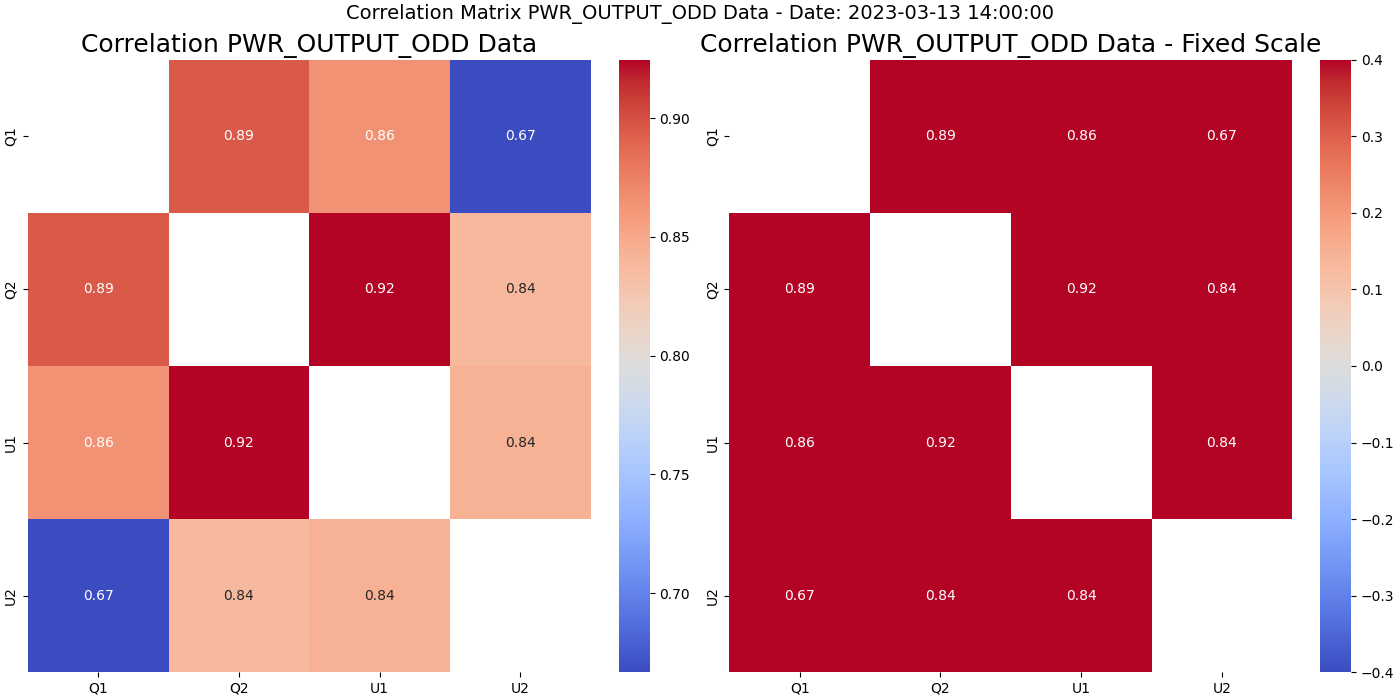 Correlation Matrix PWR_OUTPUT_ODD Data - Date: 2023-03-13 14:00:00
Correlation PWR_OUTPUT_ODD Data
Q1
0.89
0.86
0.67
Q2
0.89
0.92
0.84
U1
0.86
0.92
0.84
U2
0.67
0.84
0.84
Q1
Q2
U1
U2
0.90
0.85
0.80
0.75
0.70
Correlation PWR_OUTPUT_ODD Data - Fixed Scale
Q1
0.89
0.86
0.67
Q2
0.89
0.92
0.84
U1
0.86
0.92
0.84
U2
0.67
0.84
0.84
Q1
Q2
U1
U2
0.4
0.3
0.2
0.1
0.0
−0.1
−0.2
−0.3
−0.4